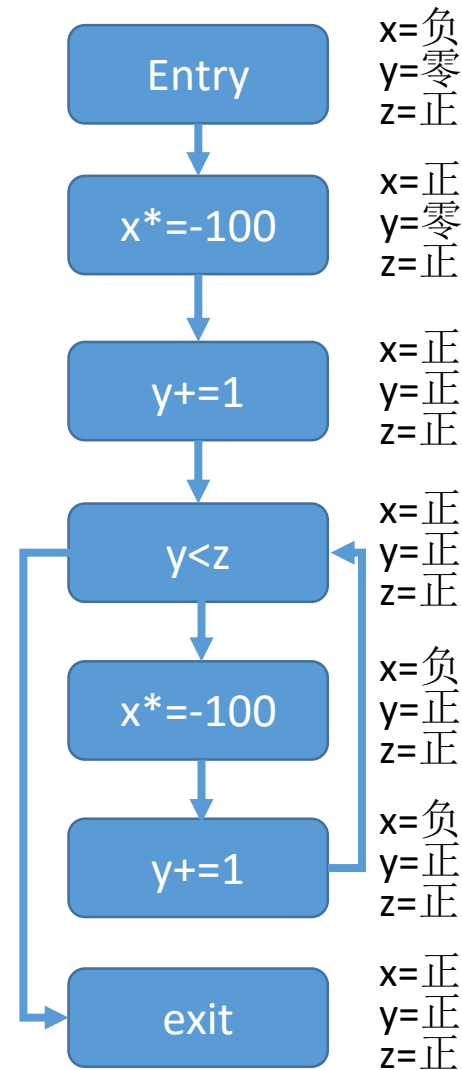 Entry
x=负
y=零
z=正
x*=-100
x=正
y=零
z=正
y+=1
x=正
y=正
z=正
y<z
x=正
y=正
z=正
x*=-100
x=负
y=正
z=正
y+=1
x=负
y=正
z=正
exit
x=正
y=正
z=正